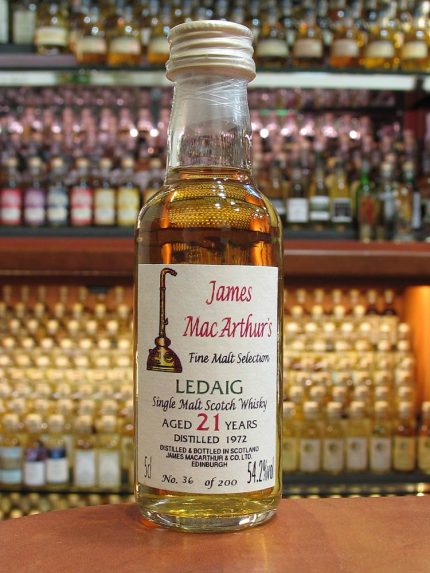 James
MacArthur's
Fine Malt Selection
LEDAIG
Single Malt Scotch Whisky
AGED 21 YEARS
DISTILLED 1972
DISTILLED & BOTTLED IN SCOTLAND
JAMES MACARTHUR & CO. LTD.
EDINBURGH
5cl 54.2%vol
No. 36 of 200